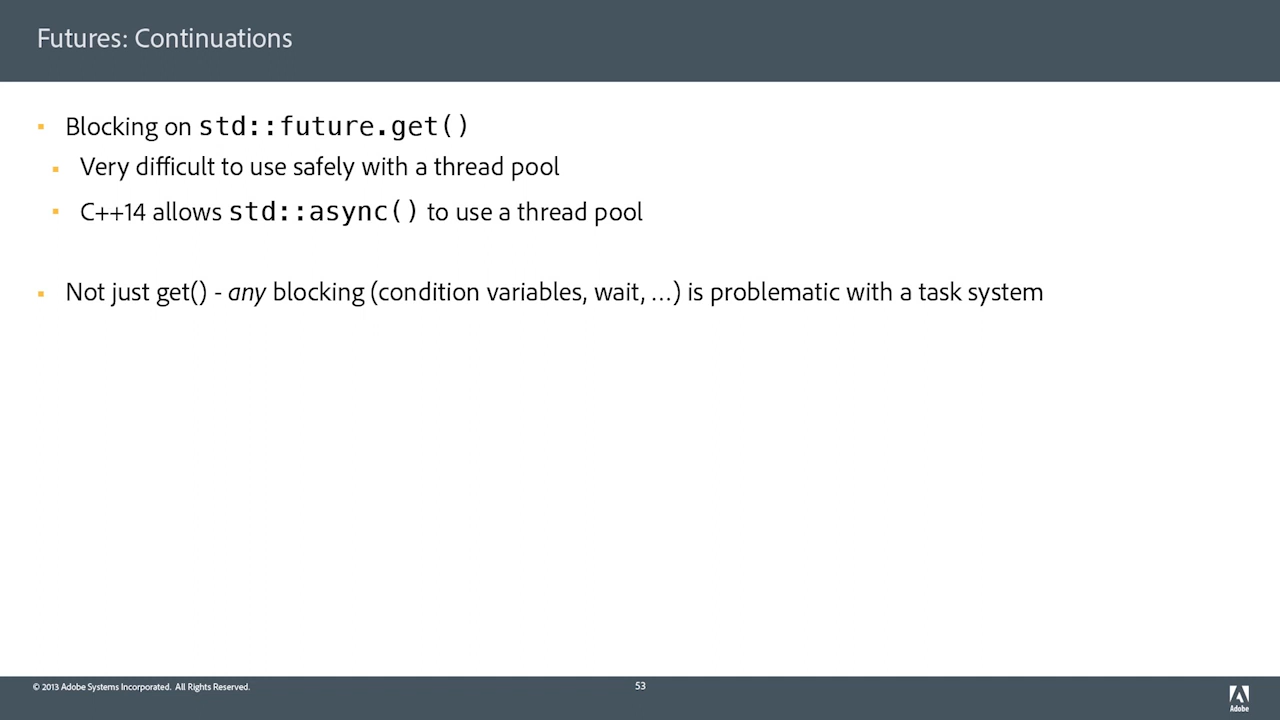 Futures: Continuations
Blocking on std::future.get()
Very difficult to use safely with a thread pool
C++14 allows std::async() to use a thread pool
Not just get() - any blocking (condition variables, wait, …) is problematic with a task system
© 2013 Adobe Systems Incorporated. All Rights Reserved.
53
Adobe